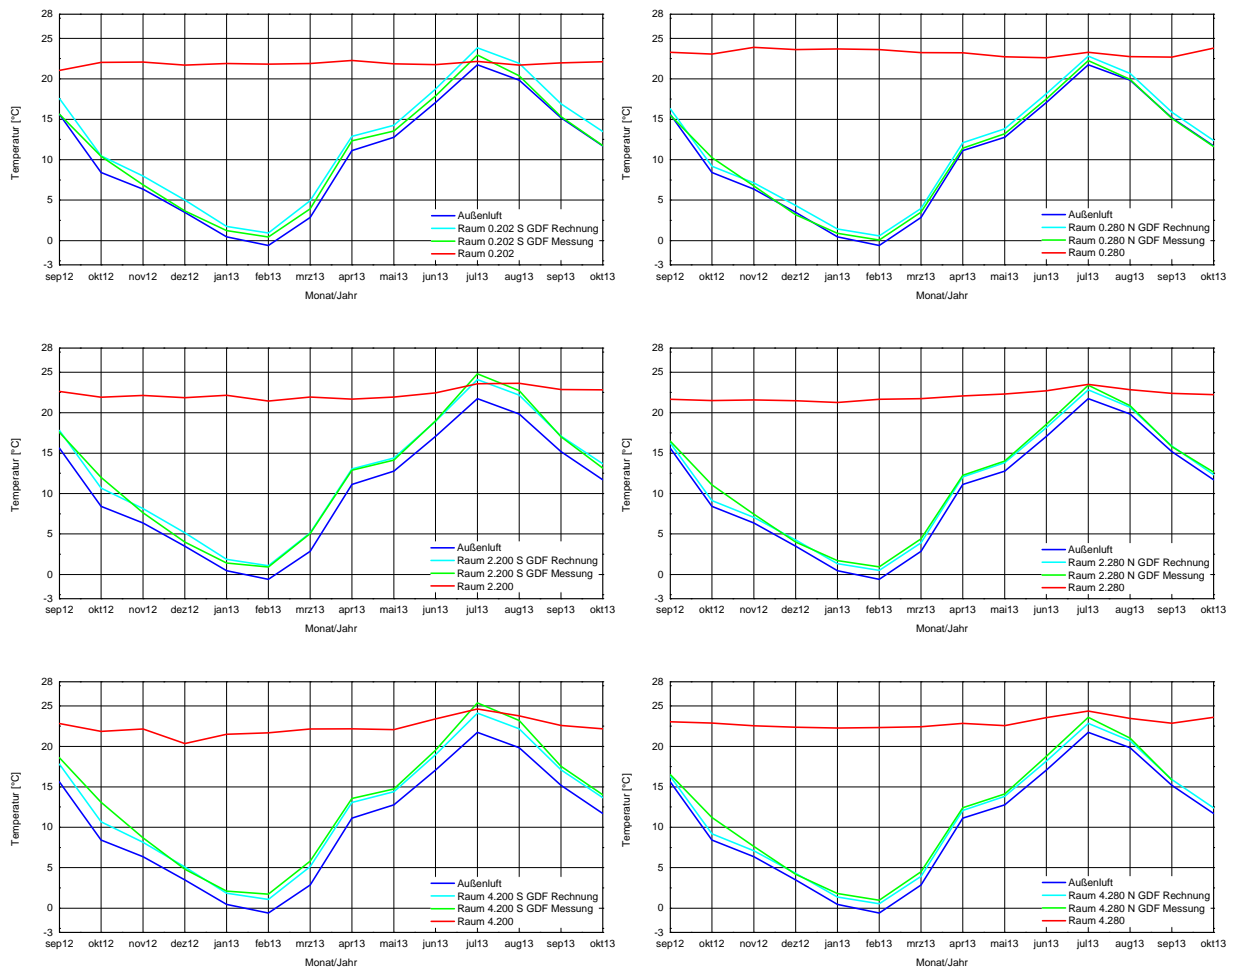 28
25
20
15
10
5
0
-3
Temperatur [°C]
Außenluft
Raum 0.202 S GDF Rechnung
Raum 0.202 S GDF Messung
Raum 0.202
sep12 okt12 nov12 dez12 jan13 feb13 mrz13 apr13 mai13 jun13 jul13 aug13 sep13 okt13
Monat/Jahr
28
25
20
15
10
5
0
-3
Temperatur [°C]
Außenluft
Raum 0.280 N GDF Rechnung
Raum 0.280 N GDF Messung
Raum 0.280
sep12 okt12 nov12 dez12 jan13 feb13 mrz13 apr13 mai13 jun13 jul13 aug13 sep13 okt13
Monat/Jahr
28
25
20
15
10
5
0
-3
Temperatur [°C]
Außenluft
Raum 2.200 S GDF Rechnung
Raum 2.200 S GDF Messung
Raum 2.200
sep12 okt12 nov12 dez12 jan13 feb13 mrz13 apr13 mai13 jun13 jul13 aug13 sep13 okt13
Monat/Jahr
28
25
20
15
10
5
0
-3
Temperatur [°C]
Außenluft
Raum 2.280 N GDF Rechnung
Raum 2.280 N GDF Messung
Raum 2.280
sep12 okt12 nov12 dez12 jan13 feb13 mrz13 apr13 mai13 jun13 jul13 aug13 sep13 okt13
Monat/Jahr
28
25
20
15
10
5
0
-3
Temperatur [°C]
Außenluft
Raum 4.200 S GDF Rechnung
Raum 4.200 S GDF Messung
Raum 4.200
sep12 okt12 nov12 dez12 jan13 feb13 mrz13 apr13 mai13 jun13 jul13 aug13 sep13 okt13
Monat/Jahr
28
25
20
15
10
5
0
-3
Temperatur [°C]
Außenluft
Raum 4.280 N GDF Rechnung
Raum 4.280 N GDF Messung
Raum 4.280
sep12 okt12 nov12 dez12 jan13 feb13 mrz13 apr13 mai13 jun13 jul13 aug13 sep13 okt13
Monat/Jahr